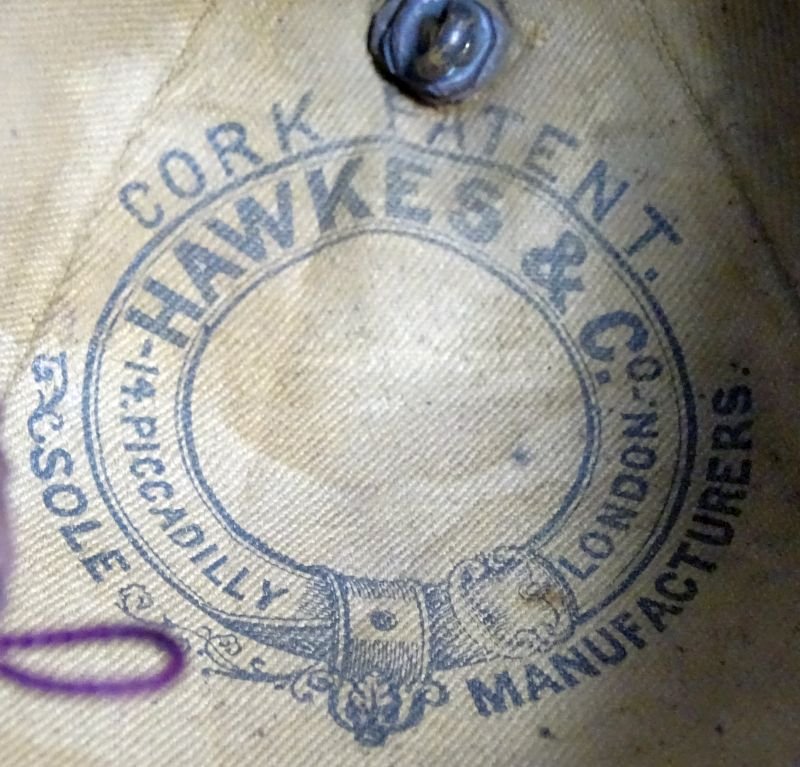 CORK PATENT.
HAWKES & Co.
-14. PICCADILLY
LONDON.-
SOLE
MANUFACTURERS.